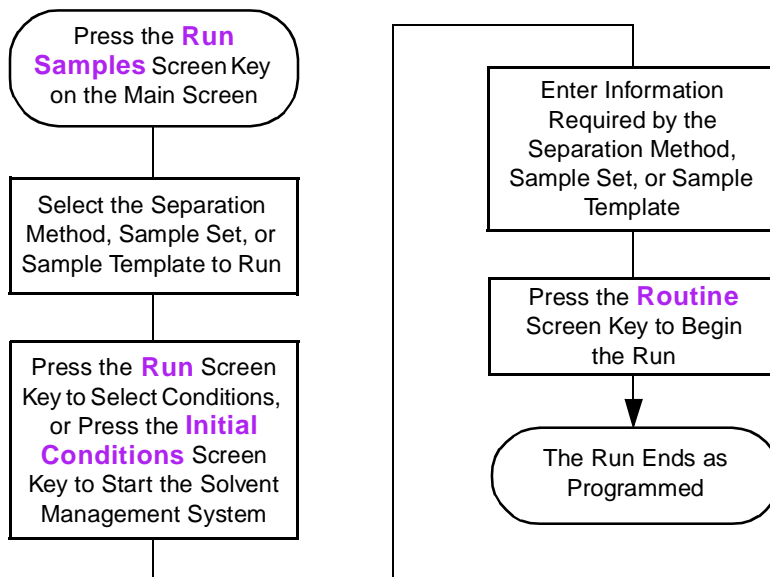 Press the Run
Samples Screen Key
on the Main Screen
Select the Separation
Method, Sample Set, or
Sample Template to Run
Press the Run Screen
Key to Select Conditions,
or Press the Initial
Conditions Screen
Key to Start the Solvent
Management System
Enter Information
Required by the
Separation Method,
Sample Set, or Sample
Template
Press the Routine
Screen Key to Begin
the Run
The Run Ends as
Programmed